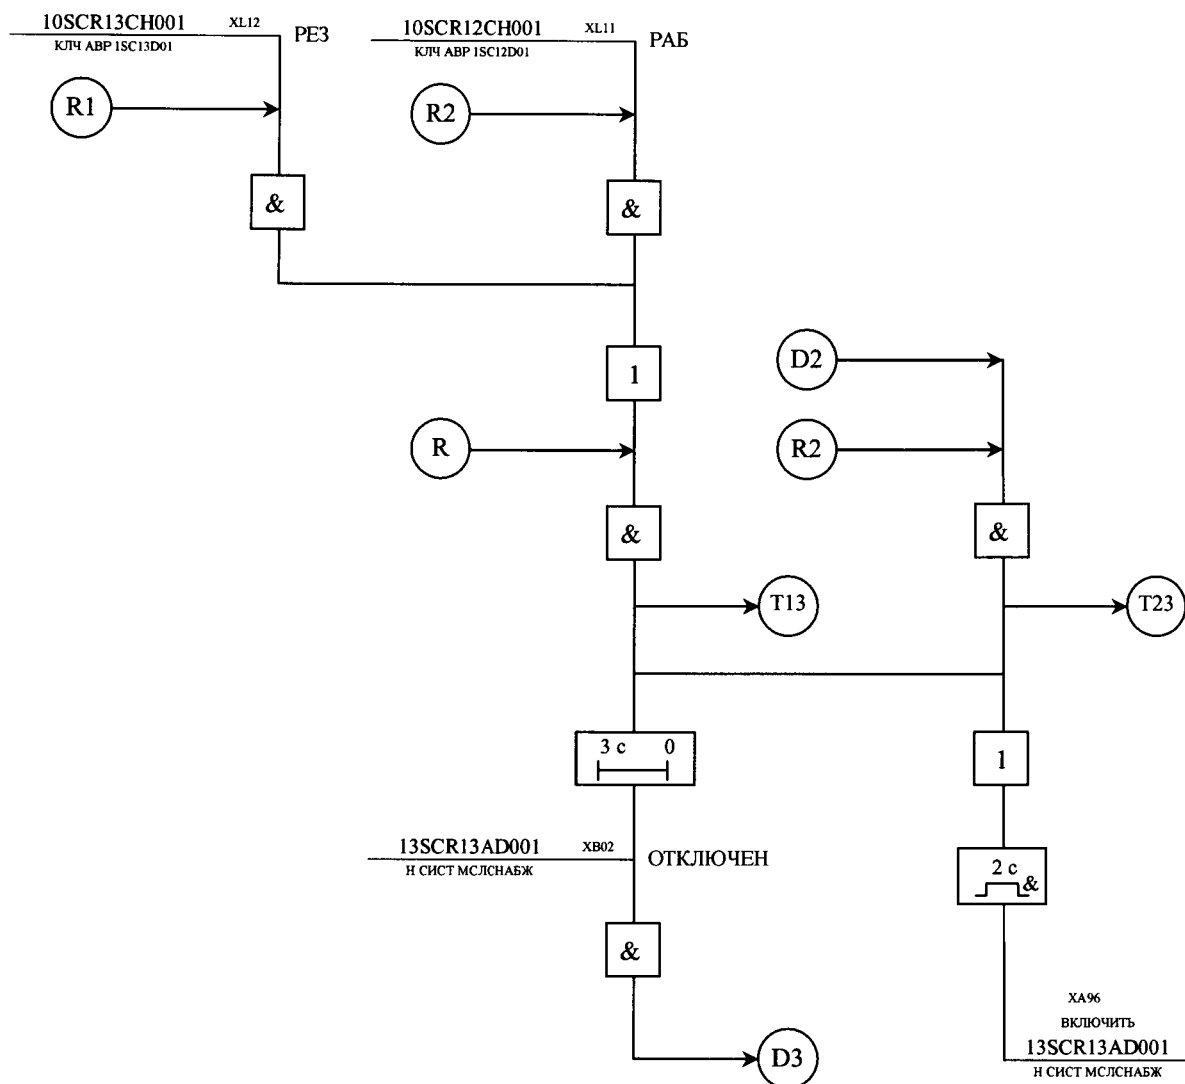 10SCR13CH001 XL12 РЕЗ
КЛЧ АВР 1SC13D01
10SCR12CH001 XL11 РАБ
КЛЧ АВР 1SC12D01
R1
R2
&
&
1
D2
R
R2
&
&
T13
T23
3 с 0
1
13SCR13AD001 XB02 ОТКЛЮЧЕН
Н СИСТ МСЛСНАБЖ
2 с
&
&
XA96
ВКЛЮЧИТЬ
13SCR13AD001
Н СИСТ МСЛСНАБЖ
D3